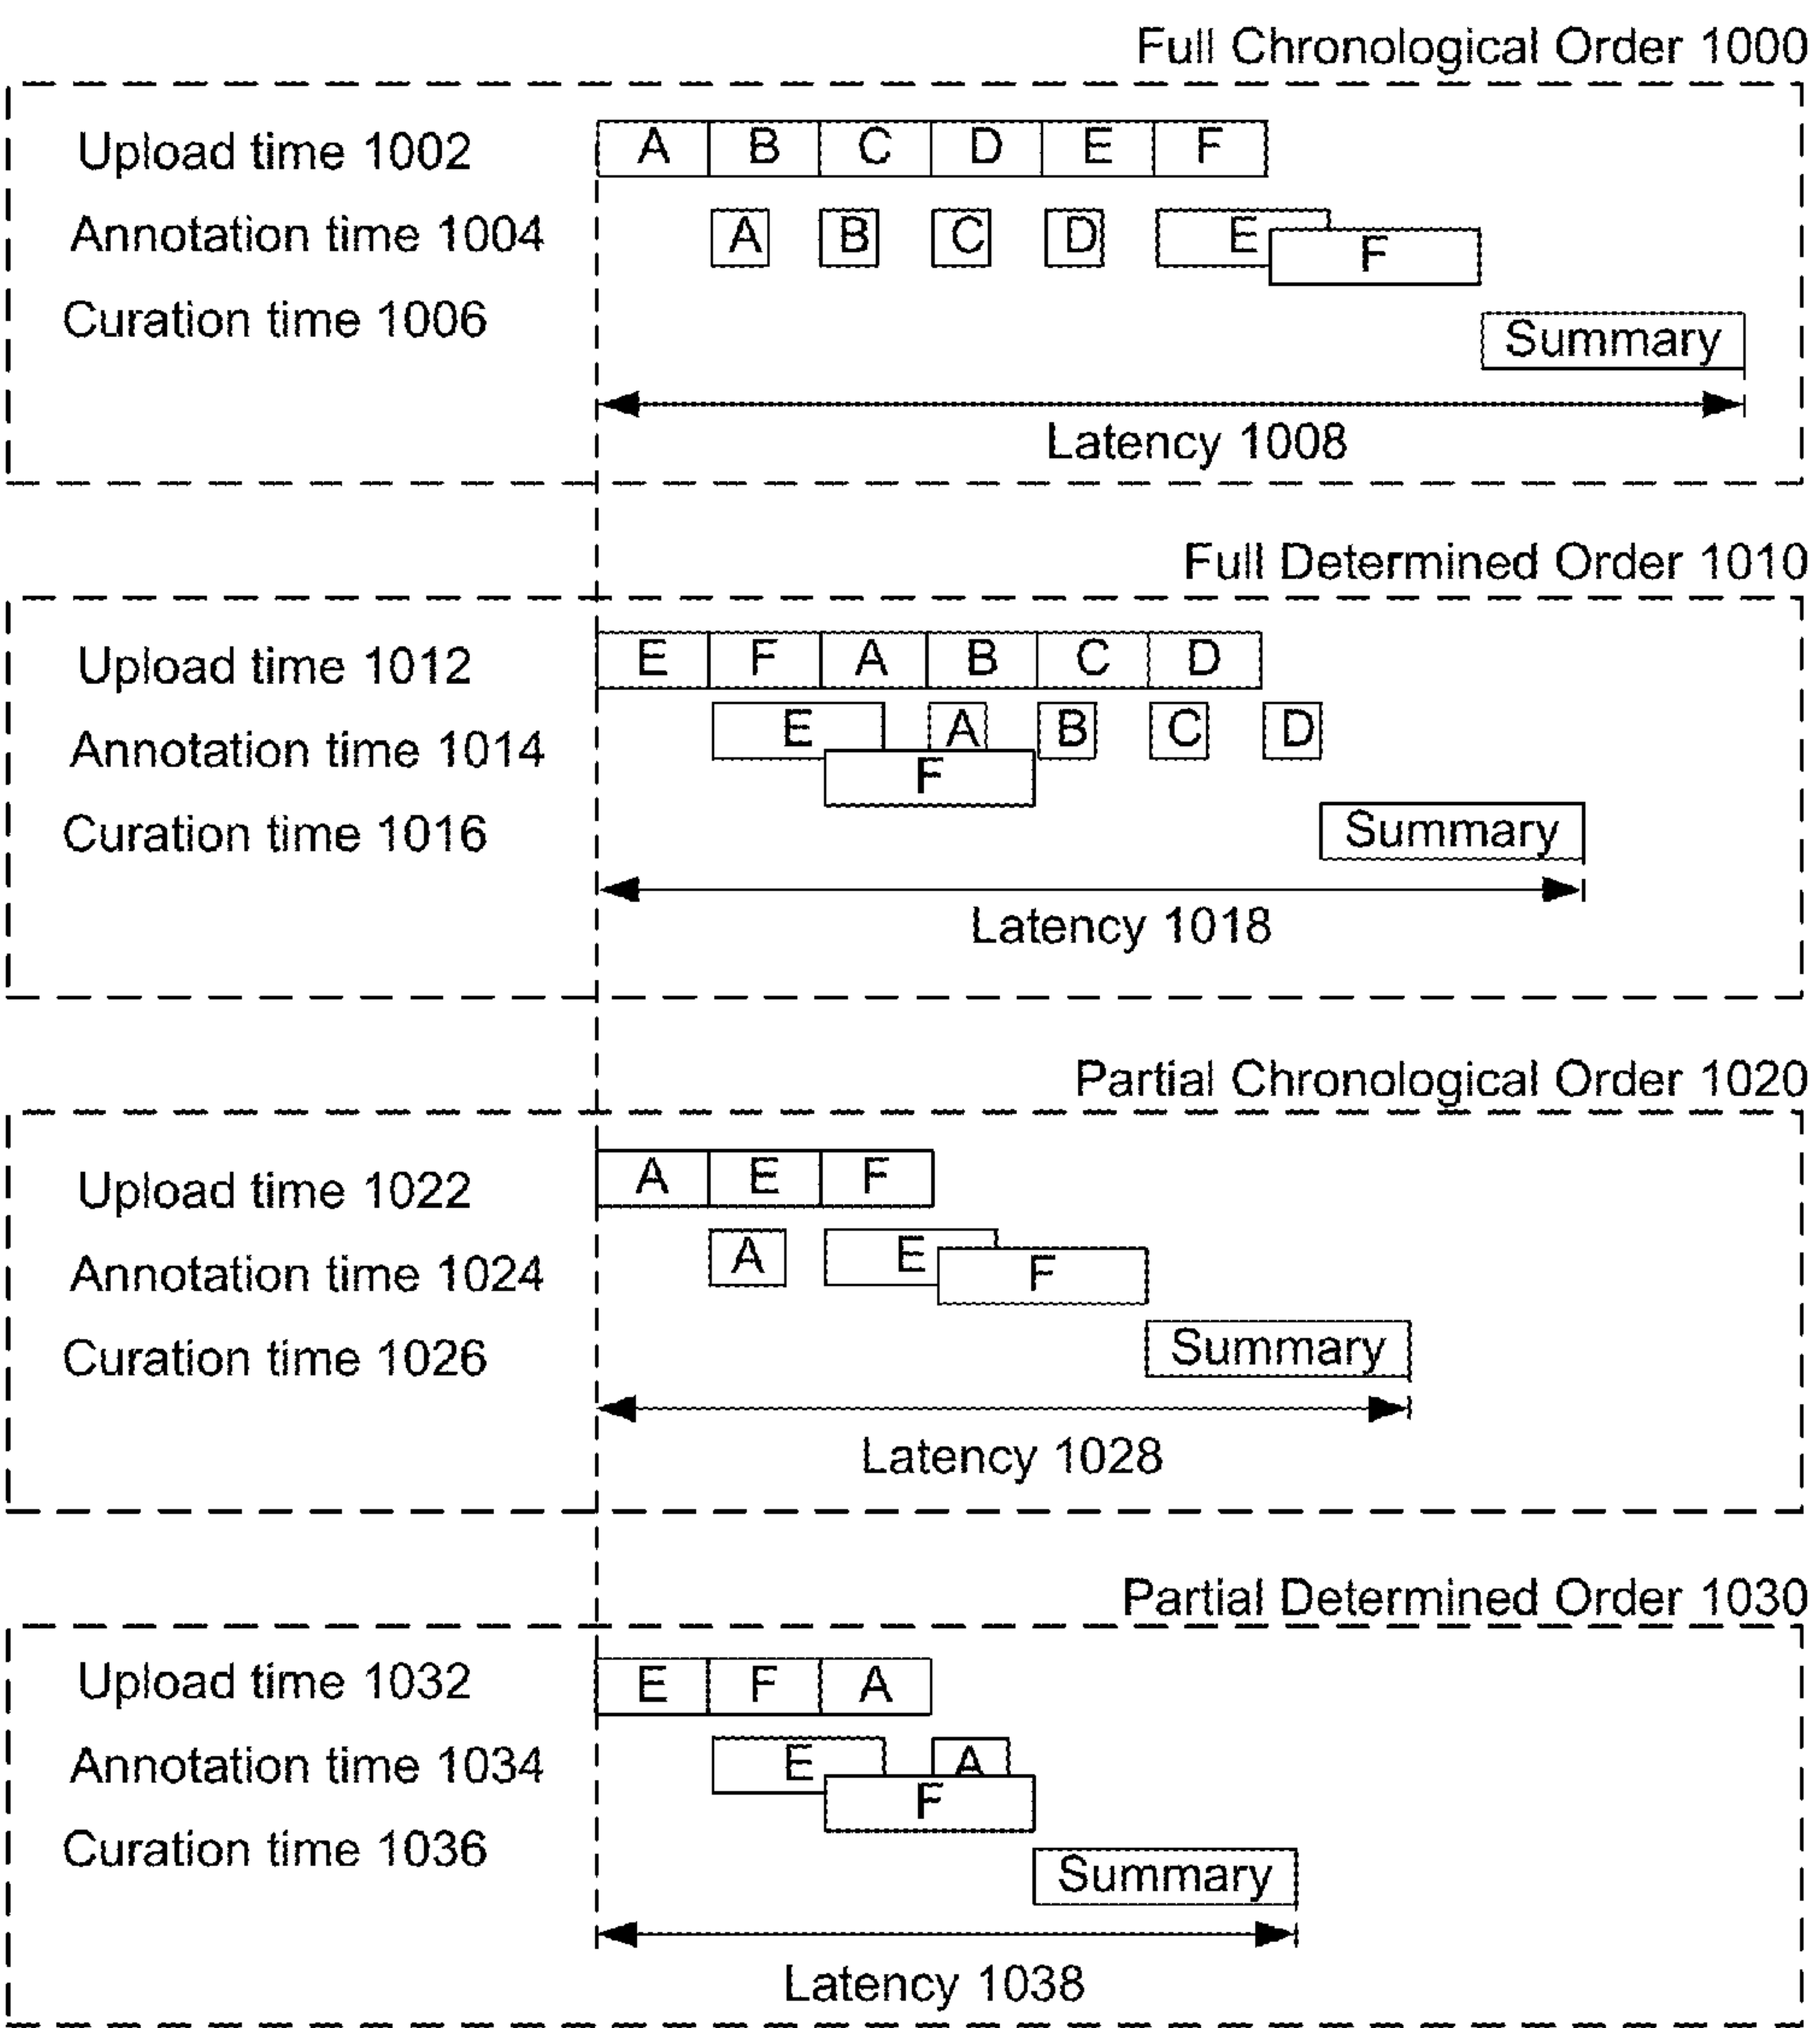 Full Chronological Order 1000
Upload time 1002 A B C D E F
Annotation time 1004 A B C D E F
Curation time 1006 Summary
Latency 1008
Full Determined Order 1010
Upload time 1012 E F A B C D
Annotation time 1014 E F A B C D
Curation time 1016 Summary
Latency 1018
Partial Chronological Order 1020
Upload time 1022 A E F
Annotation time 1024 A E F
Curation time 1026 Summary
Latency 1028
Partial Determined Order 1030
Upload time 1032 E F A
Annotation time 1034 E F A
Curation time 1036 Summary
Latency 1038